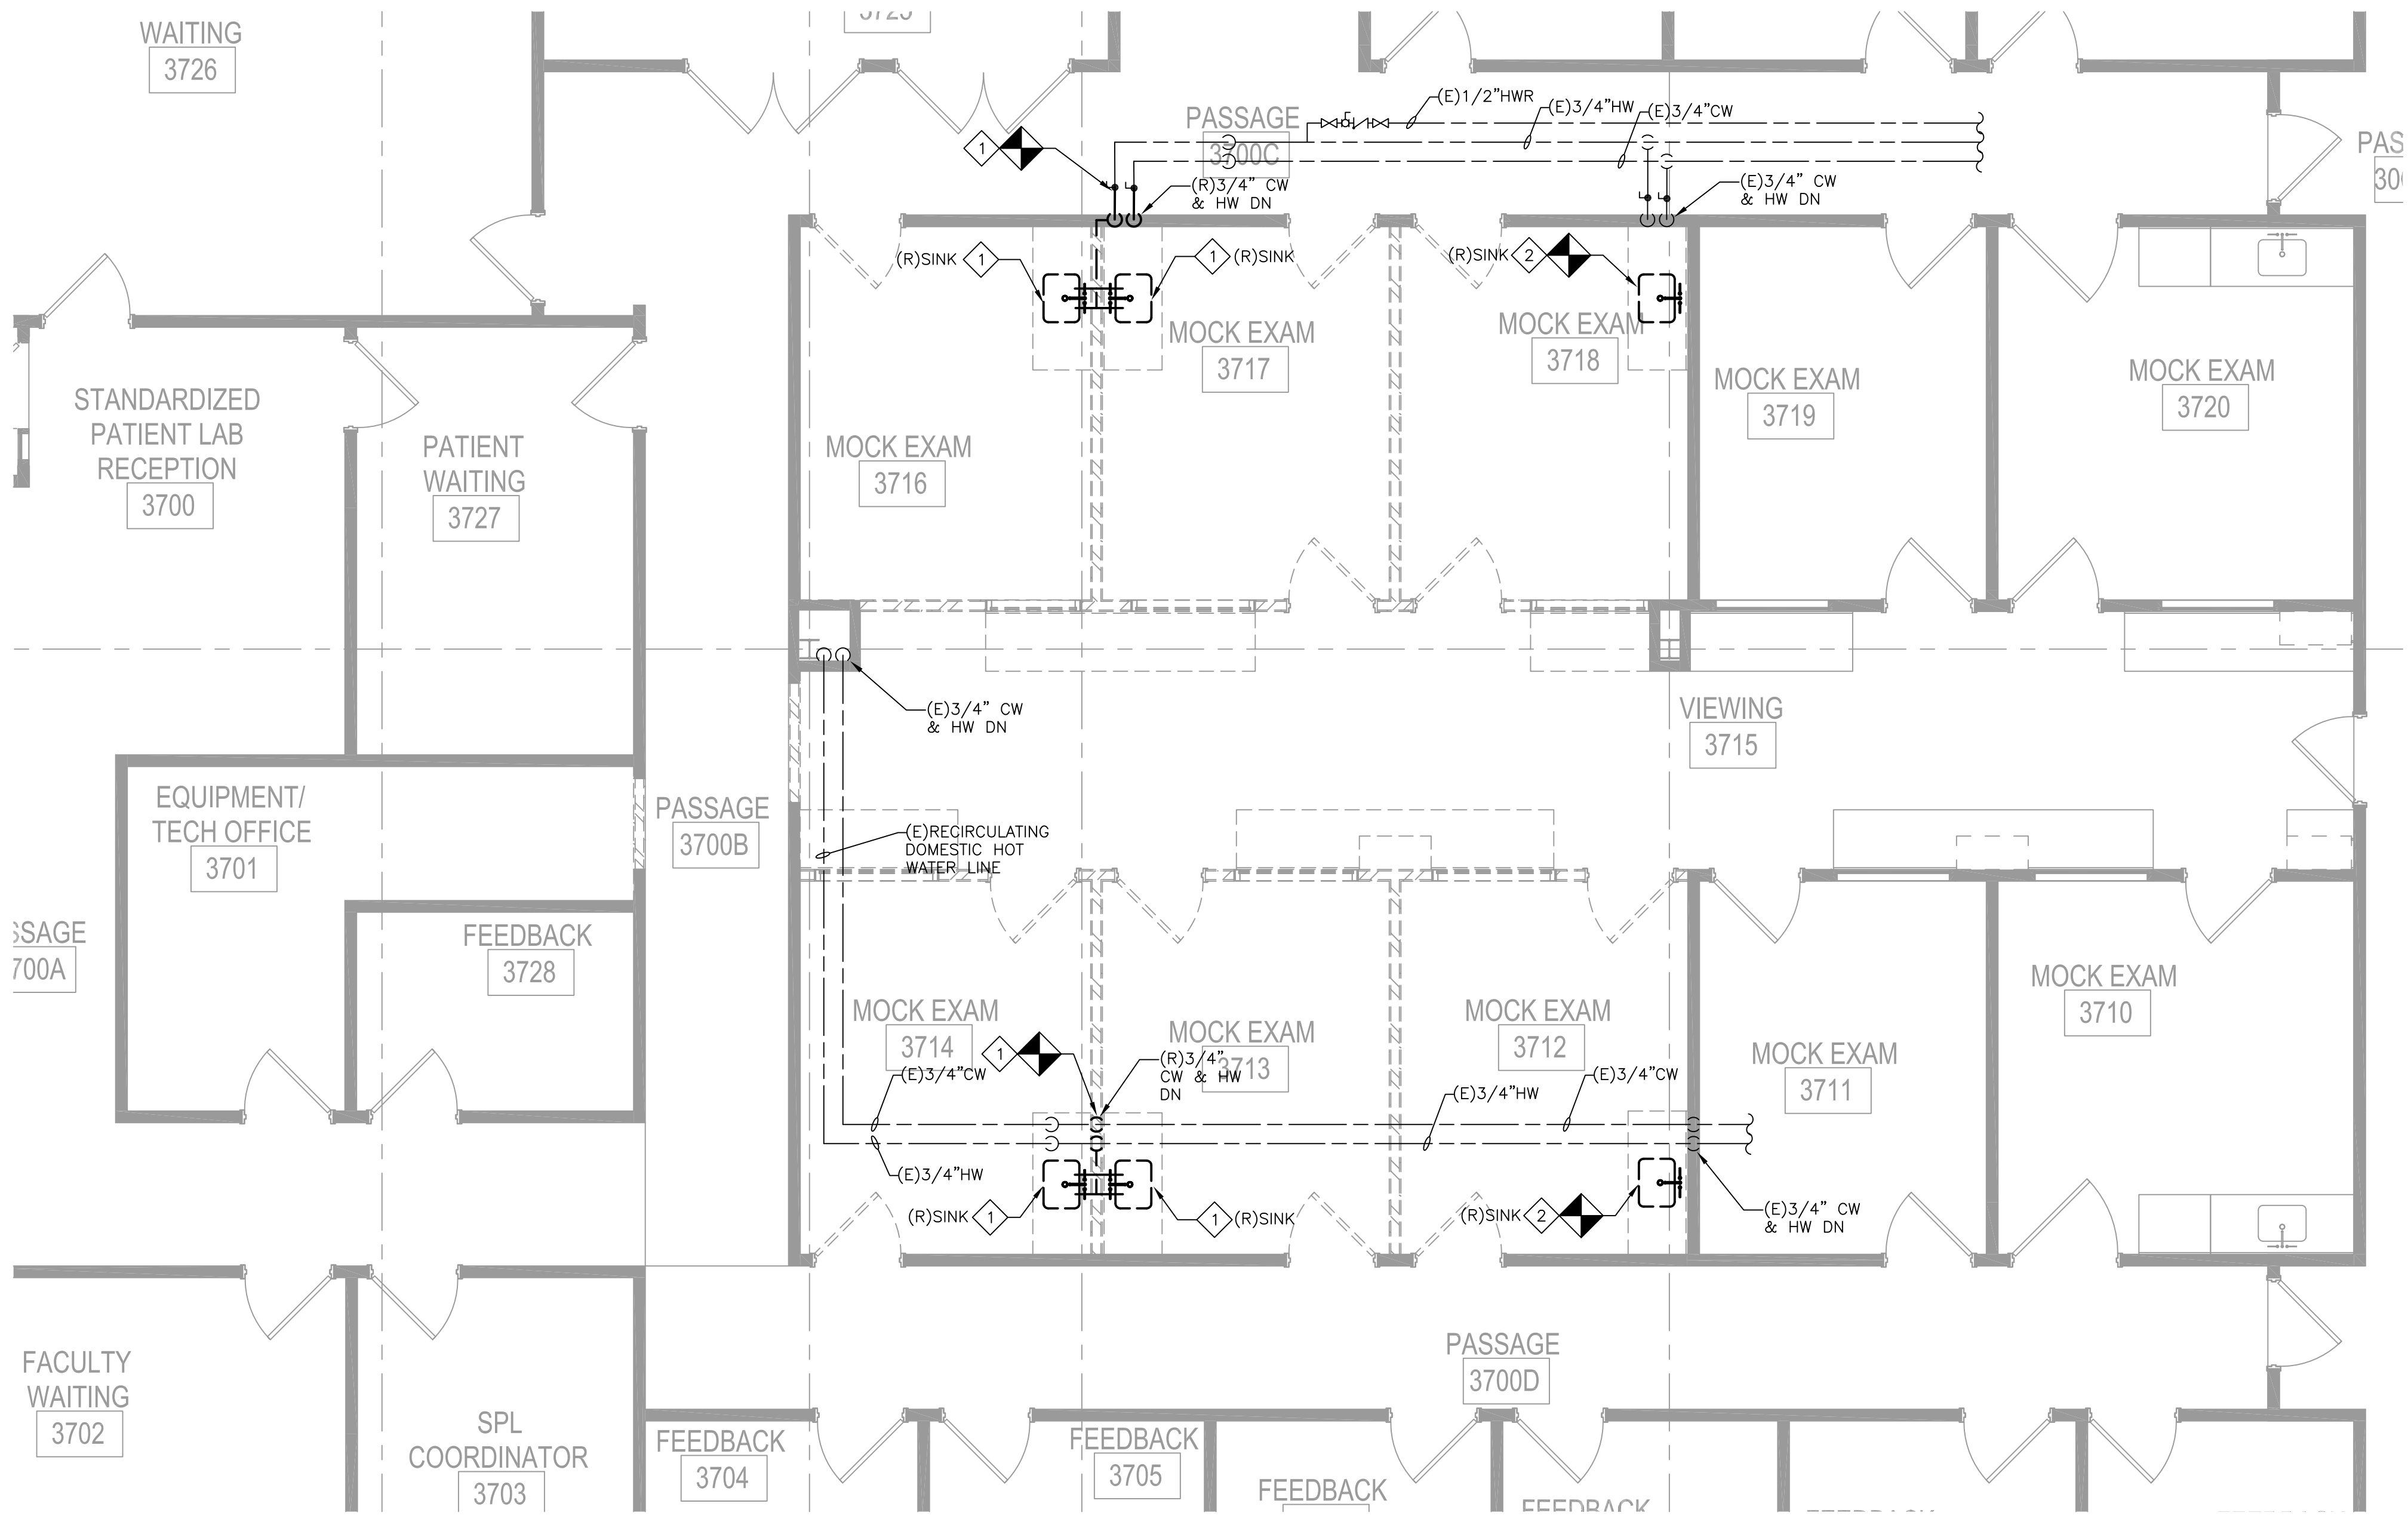 WAITING
3726
3725
(E)1/2"HWR
(E)3/4"HW
(E)3/4"CW
PASSAGE
3700C
1
(R)3/4" CW
& HW DN
(E)3/4" CW
& HW DN
PAS
30
(R)SINK
1
1
(R)SINK
(R)SINK
2
MOCK EXAM
3717
MOCK EXAM
3718
MOCK EXAM
3719
MOCK EXAM
3720
STANDARDIZED
PATIENT LAB
RECEPTION
3700
PATIENT
WAITING
3727
MOCK EXAM
3716
(E)3/4" CW
& HW DN
VIEWING
3715
EQUIPMENT/
TECH OFFICE
3701
PASSAGE
3700B
(E)RECIRCULATING
DOMESTIC HOT
WATER LINE
SSAGE
700A
FEEDBACK
3728
MOCK EXAM
3714
MOCK EXAM
3713
MOCK EXAM
3712
MOCK EXAM
3711
MOCK EXAM
3710
1
(R)3/4"
CW & HW
DN
(E)3/4"CW
(E)3/4"HW
(E)3/4"CW
(E)3/4"HW
(R)SINK
1
1
(R)SINK
(R)SINK
2
(E)3/4" CW
& HW DN
FACULTY
WAITING
3702
SPL
COORDINATOR
3703
PASSAGE
3700D
FEEDBACK
3704
FEEDBACK
3705
FEEDBACK
FEEDBACK